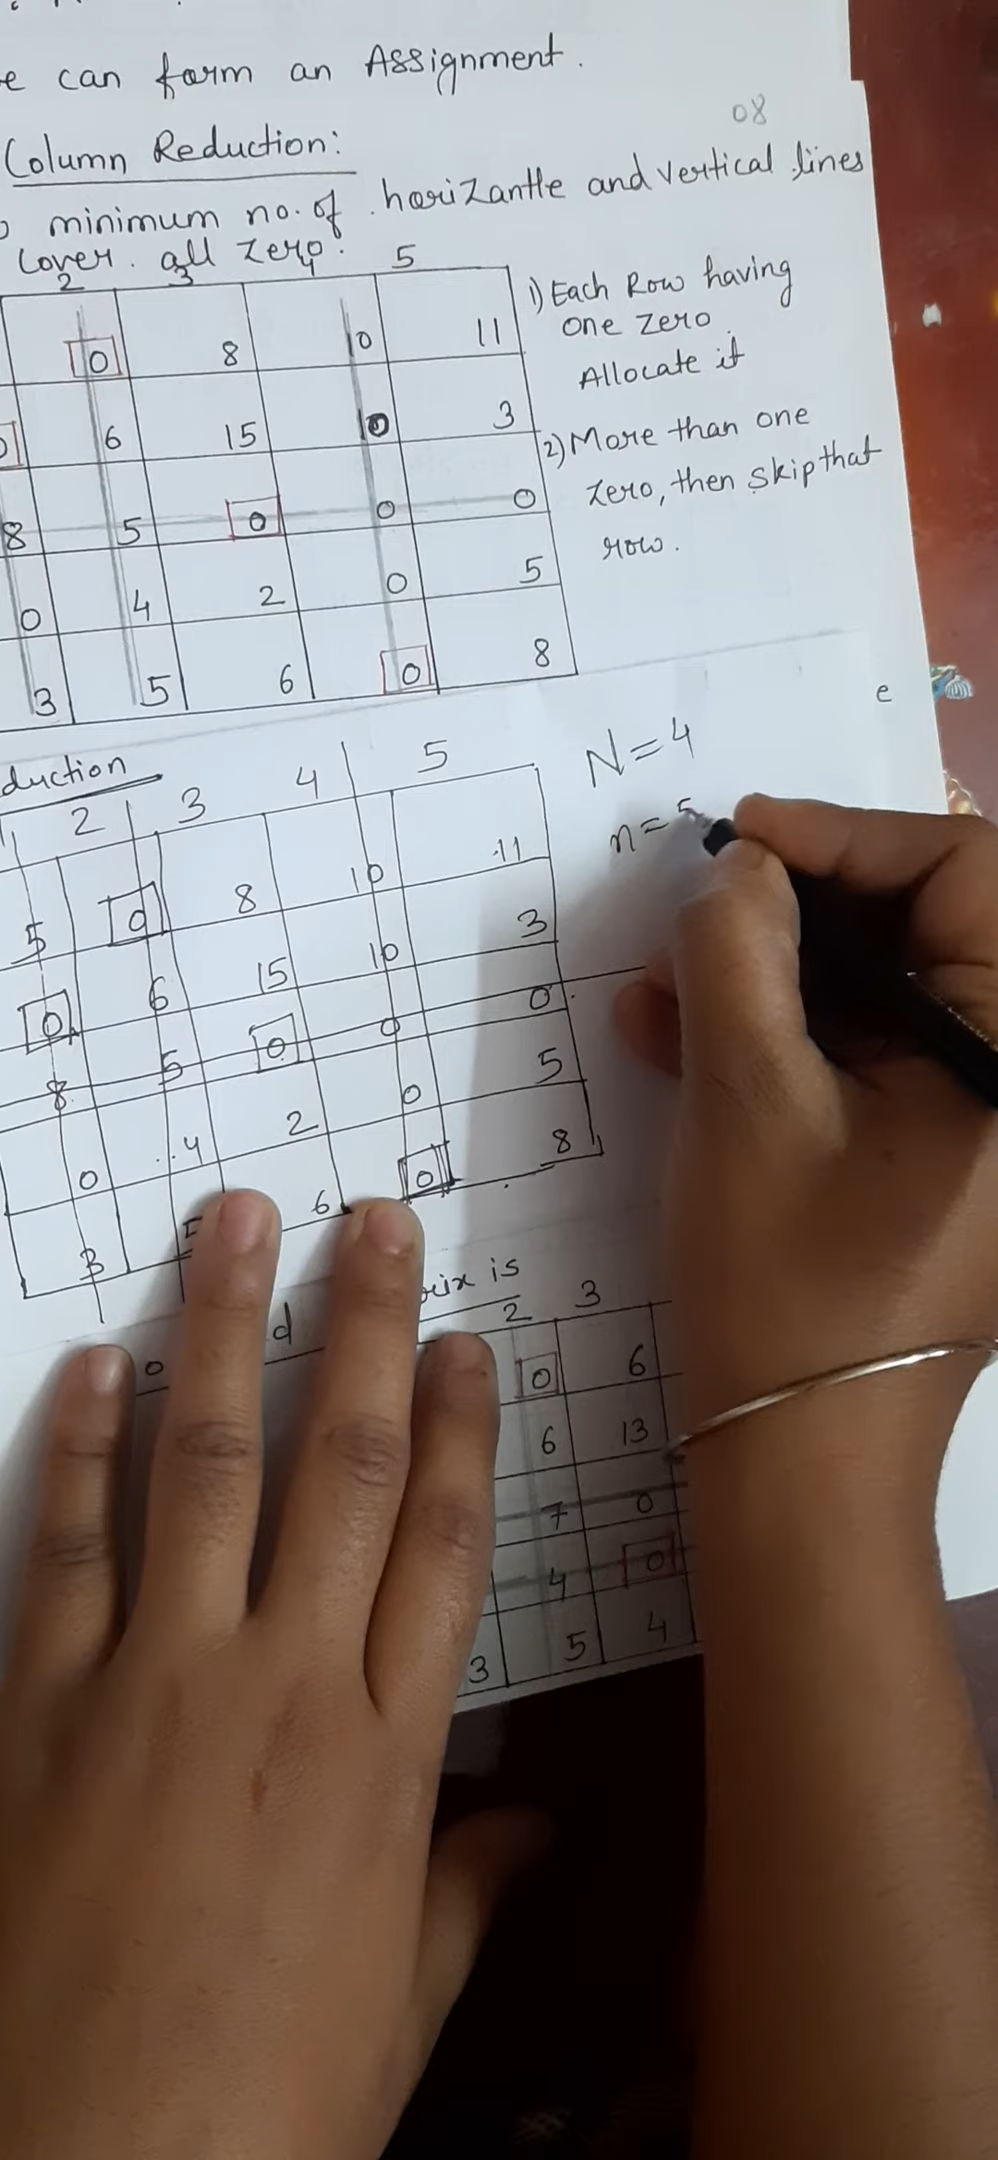 e can form an Assignment.
08
Column Reduction:
o minimum no. of horizantle and vertical lines
Cover all zero.
2 3 4 5
0 8 10 11
6 15 10 3
8 5 0 0 0
0 4 2 0 5
3 5 6 0 8
1) Each Row having
one zero.
Allocate it
2) More than one
zero, then skip that
row.
e
duction
1 2 3 4 5
5 0 8 10 11
0 6 15 10 3
8 5 0 0 0
0 4 2 0 5
3 5 6 0 8
N=4
n=5
o d rix is
2 3
0 6
6 13
7 0
4 0
3 5 4